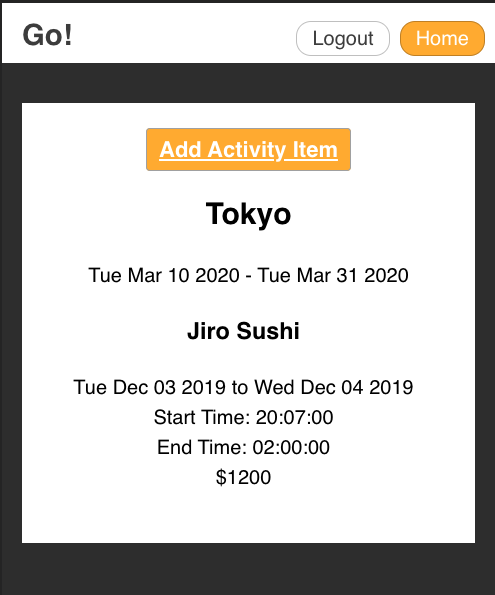 Go!
Logout
Home
Add Activity Item
Tokyo
Tue Mar 10 2020 - Tue Mar 31 2020
Jiro Sushi
Tue Dec 03 2019 to Wed Dec 04 2019
Start Time: 20:07:00
End Time: 02:00:00
$1200